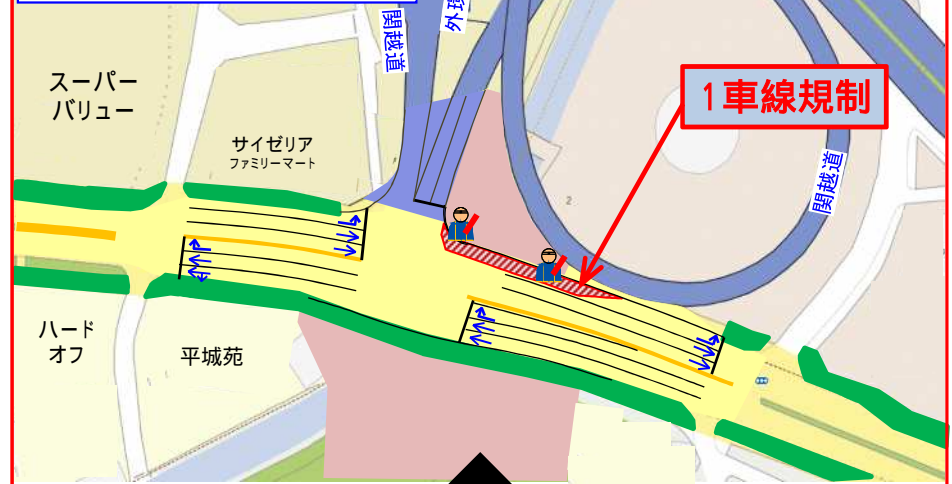 関越道
外環
スーパー
バリュー
サイゼリア
ファミリーマート
1車線規制
関越道
2
ハード
オフ
平城苑